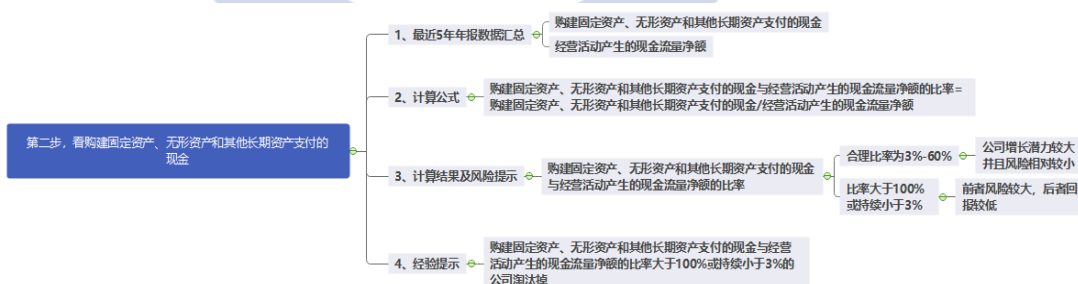 第二步，看购建固定资产、无形资产和其他长期资产支付的
现金
1、最近5年年报数据汇总
购建固定资产、无形资产和其他长期资产支付的现金
经营活动产生的现金流量净额
2、计算公式
购建固定资产、无形资产和其他长期资产支付的现金与经营活动产生的现金流量净额的比率=
购建固定资产、无形资产和其他长期资产支付的现金/经营活动产生的现金流量净额
3、计算结果及风险提示
购建固定资产、无形资产和其他长期资产支付的现金
与经营活动产生的现金流量净额的比率
合理比率为3%-60%
公司增长潜力较大
并且风险相对较小
比率大于100%
或持续小于3%
前者风险较大，后者回
报较低
4、经验提示
购建固定资产、无形资产和其他长期资产支付的现金与经营
活动产生的现金流量净额的比率大于100%或持续小于3%的
公司淘汰掉